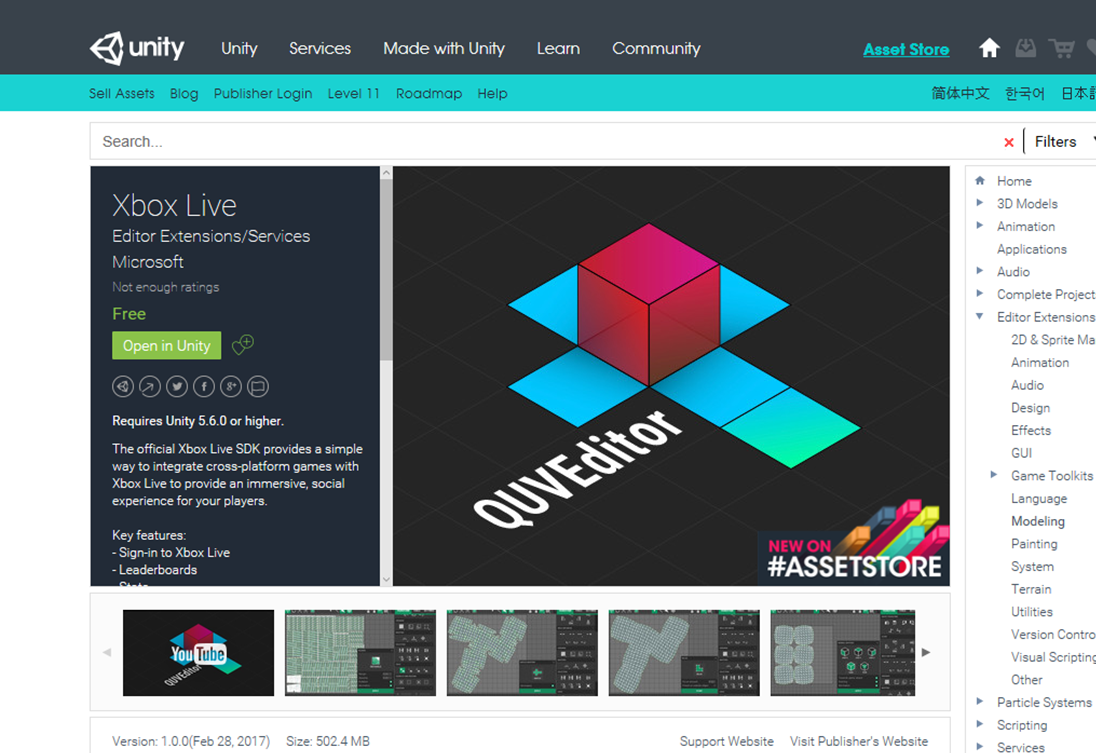 unity
Unity Services Made with Unity Learn Community
Asset Store
Sell Assets Blog Publisher Login Level 11 Roadmap Help
简体中文 한국어 日本
Search...
Filters
Xbox Live
Editor Extensions/Services
Microsoft
Not enough ratings
Free
Open in Unity
Requires Unity 5.6.0 or higher.
The official Xbox Live SDK provides a simple
way to integrate cross-platform games with
Xbox Live to provide an immersive, social
experience for your players.
Key features:
- Sign-in to Xbox Live
- Leaderboards
- Stats
QUVEditor
NEW ON
#ASSETSTORE
Home
3D Models
Animation
Applications
Audio
Complete Project
Editor Extensions
2D & Sprite Ma
Animation
Audio
Design
Effects
GUI
Game Toolkits
Language
Modeling
Painting
System
Terrain
Utilities
Version Contro
Visual Scripting
Other
Particle Systems
Scripting
Services
YouTube
QUVEditor
Version: 1.0.0(Feb 28, 2017) Size: 502.4 MB
Support Website Visit Publisher's Website